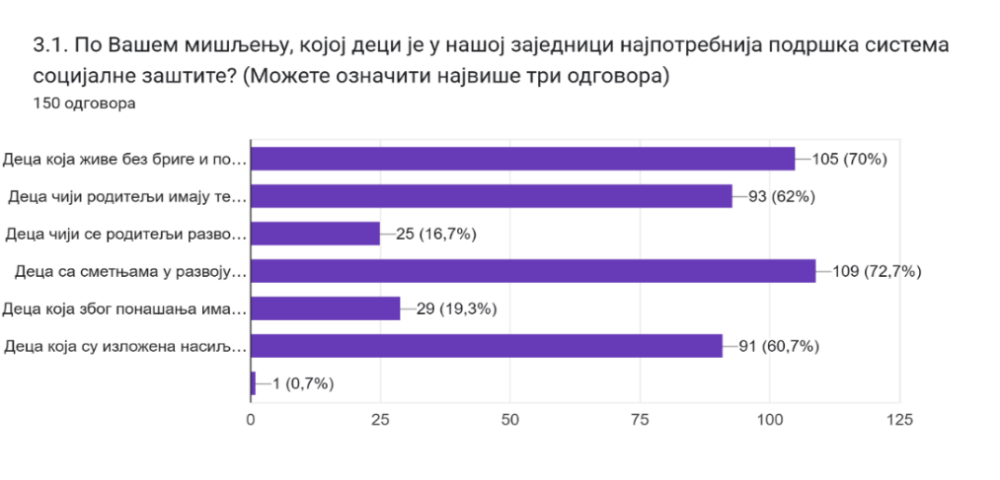 3.1. По Вашем мишљењу, којој деци је у нашој заједници најпотребнија подршка система
социјалне заштите? (Можете означити највише три одговора)
150 одговора
Деца која живе без бриге и по…
105 (70%)
Деца чији родитељи имају те…
93 (62%)
Деца чији се родитељи разво…
25 (16,7%)
Деца са сметњама у развоју…
109 (72,7%)
Деца која због понашања има…
29 (19,3%)
Деца која су изложена насиљ…
91 (60,7%)
1 (0,7%)
0 25 50 75 100 125